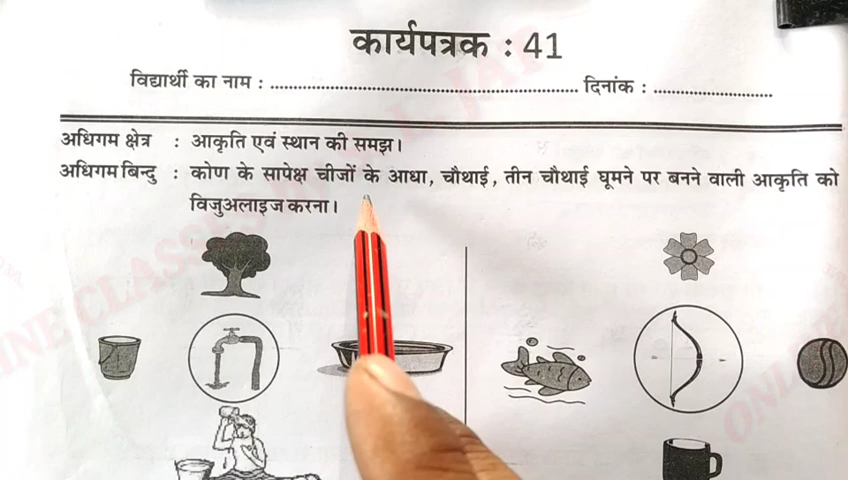 कार्यपत्रक : 41
विद्यार्थी का नाम : ........................................................................ दिनांक : ............................
अधिगम क्षेत्र : आकृति एवं स्थान की समझ।
अधिगम बिन्दु : कोण के सापेक्ष चीजों के आधा, चौथाई, तीन चौथाई घूमने पर बनने वाली आकृति को
विजुअलाइज करना।